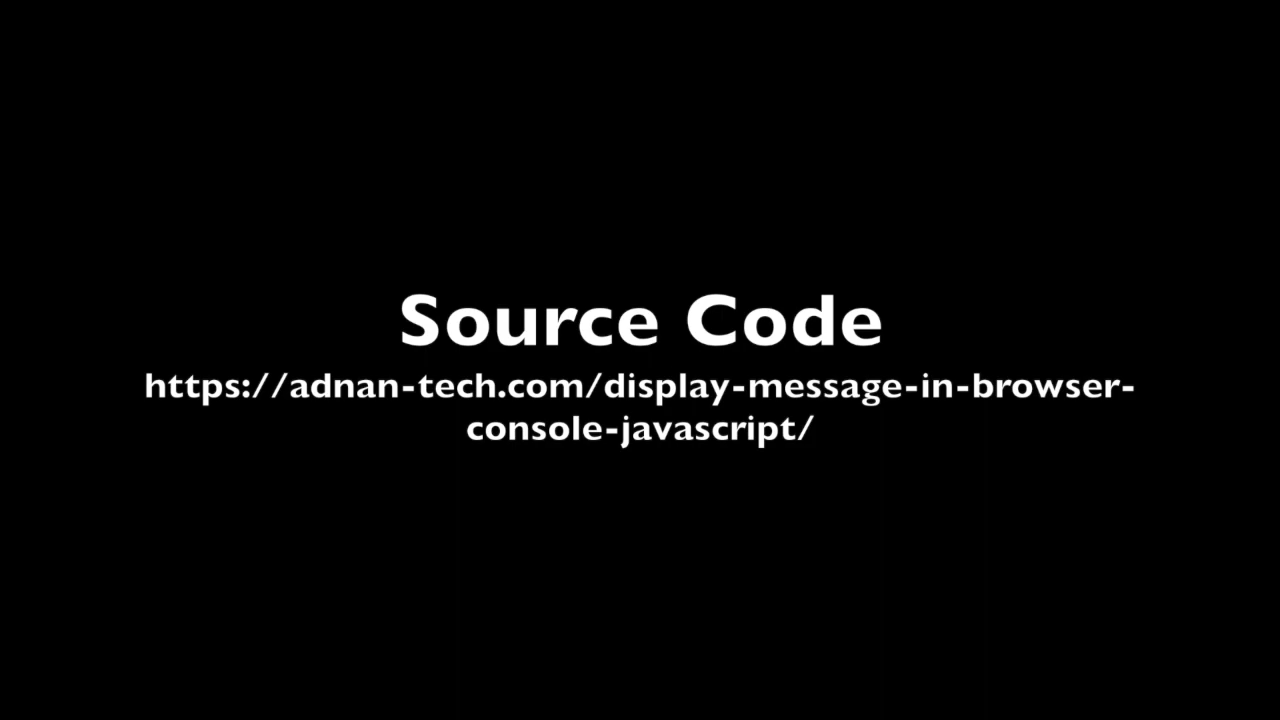 Source Code
https://adnan-tech.com/display-message-in-browser-
console-javascript/